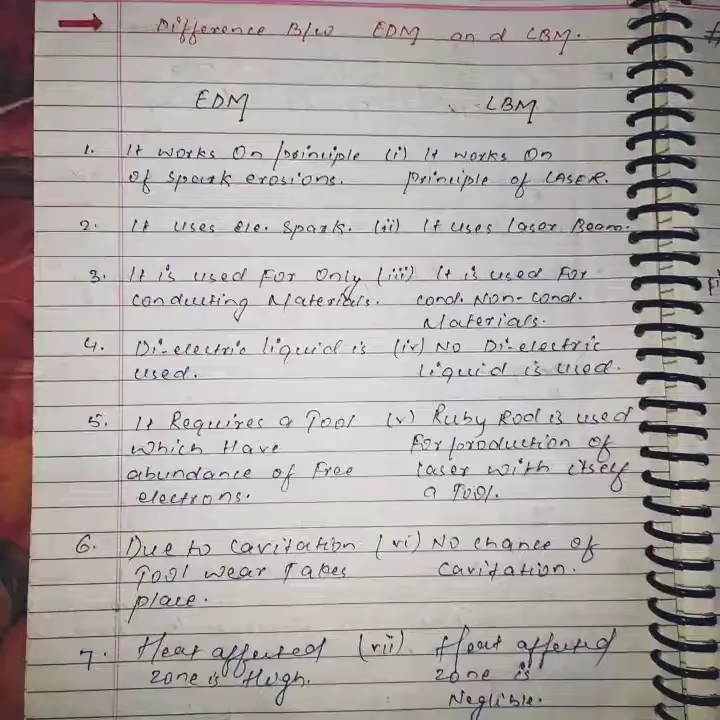 Difference B/w EDM and LBM.
EDM LBM
1. It works on principle (i) It works on
of spark erosions. principle of LASER.
2. It uses ele. spark. (ii) It uses laser Beam.
3. It is used For only (iii) It is used For
conducting Materials. cond. Non-cond.
Materials.
4. Di-electric liquid is (iv) No Di-electric
used. liquid is used.
5. It Requires a Tool (v) Ruby Rod is used
which Have For production of
abundance of Free laser with itself
electrons. a Tool.
6. Due to cavitation (vi) No chance of
Tool wear Takes cavitation.
place.
7. Heat affected (vii) Heat affected
zone is High. zone is
Neglible.